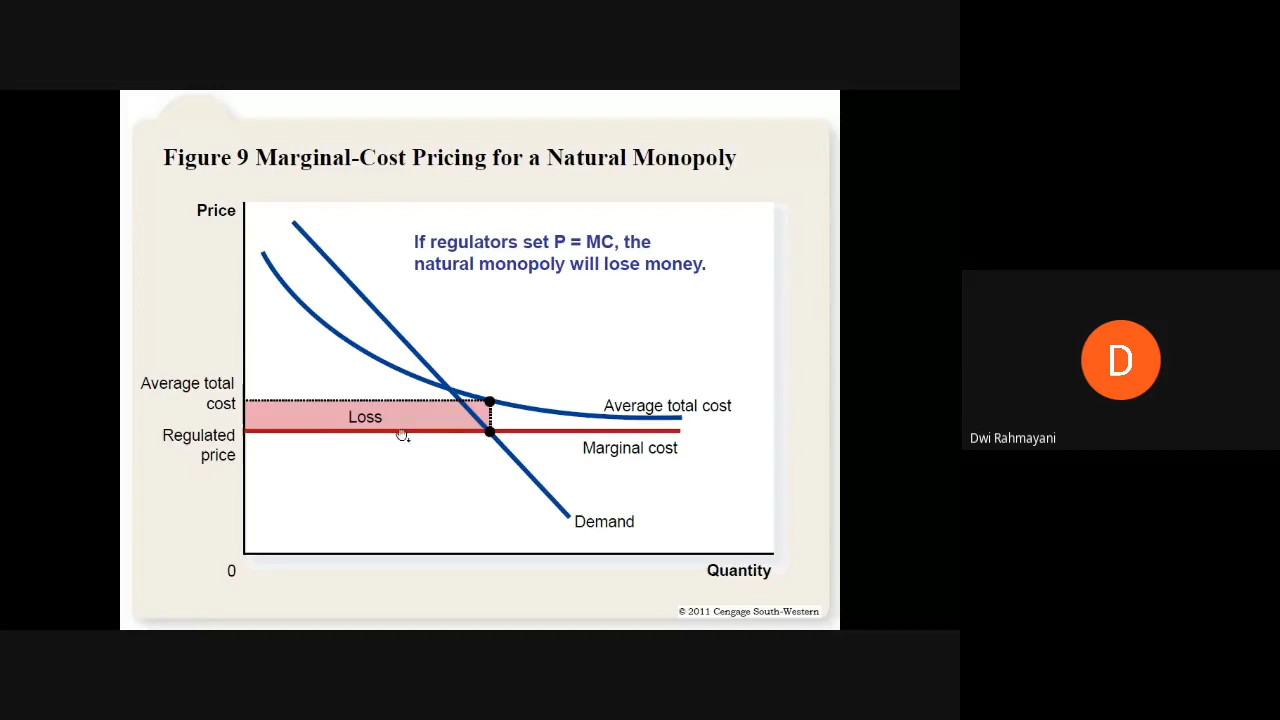 Figure 9 Marginal-Cost Pricing for a Natural Monopoly
Price
If regulators set P = MC, the
natural monopoly will lose money.
Average total
cost
Loss
Average total cost
Regulated
price
Marginal cost
Demand
0
Quantity
© 2011 Cengage South-Western
D
Dwi Rahmayani